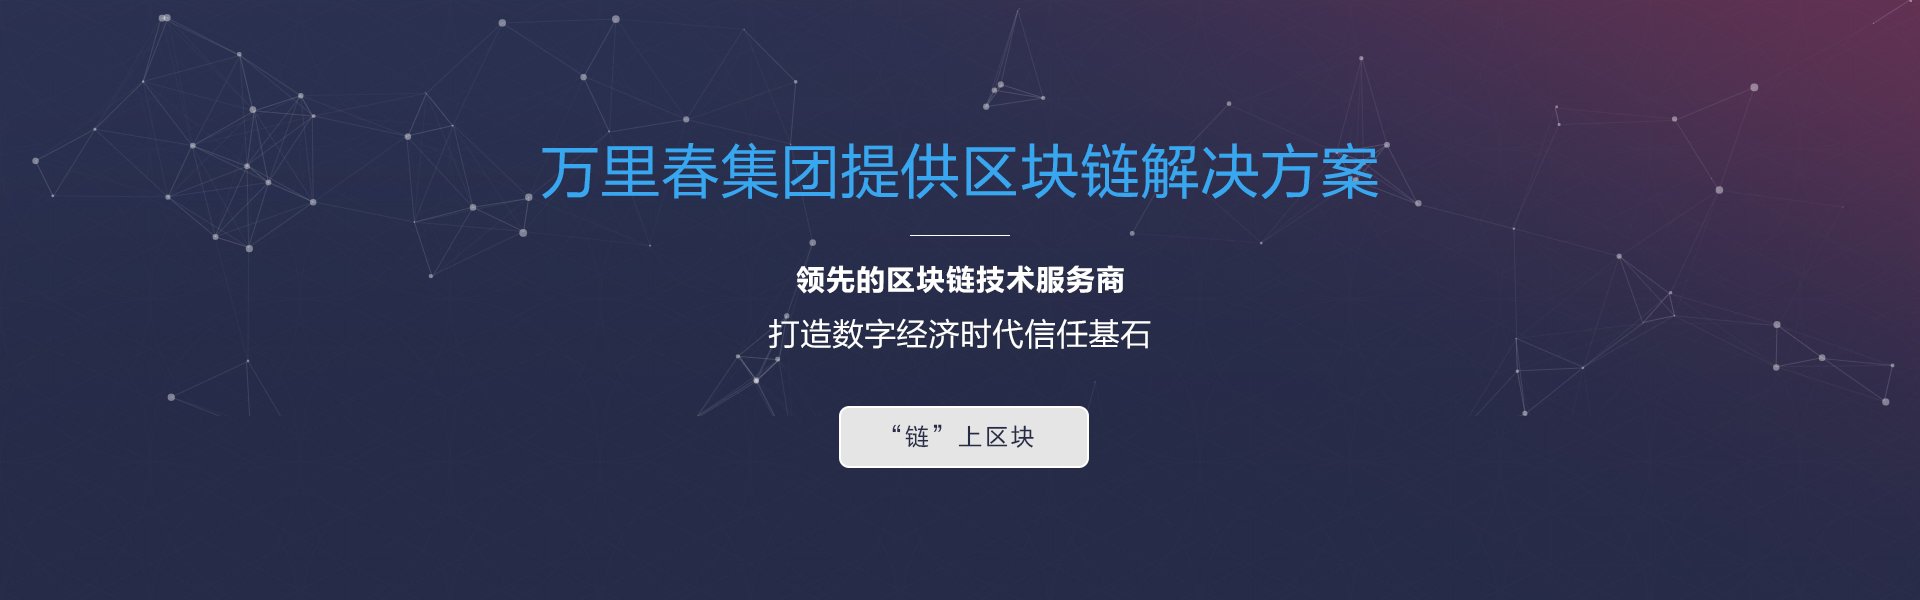 万里春集团提供区块链解决方案
领先的区块链技术服务商
打造数字经济时代信任基石
“链”上区块